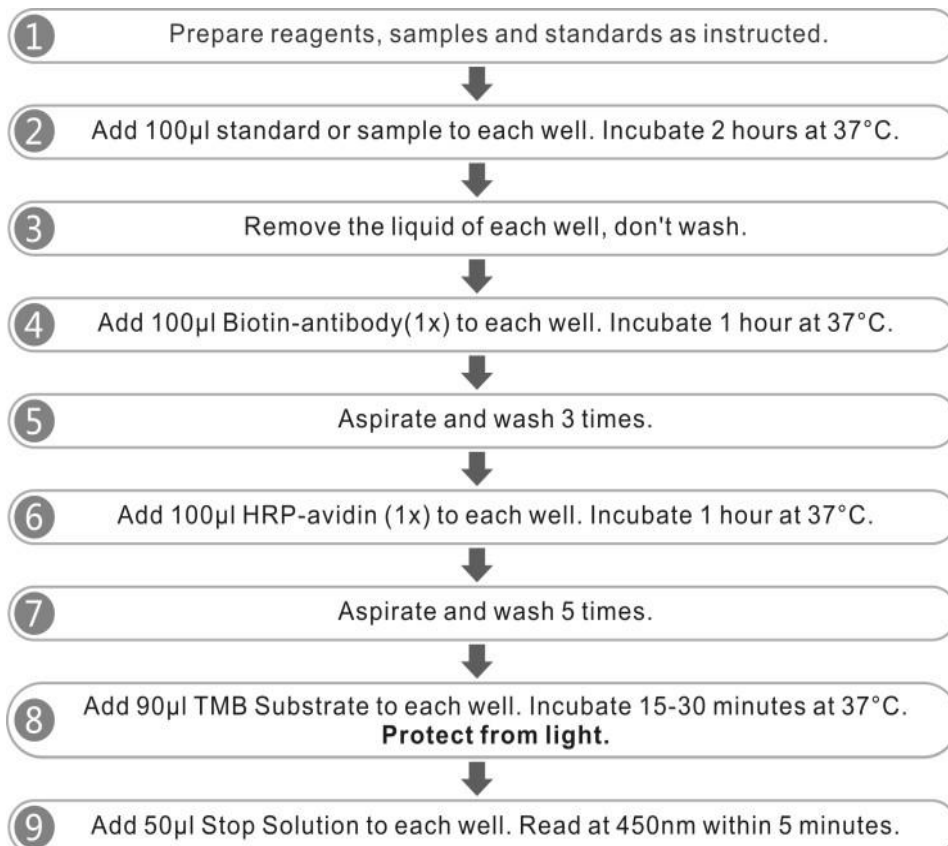 1 Prepare reagents, samples and standards as instructed.
2 Add 100µl standard or sample to each well. Incubate 2 hours at 37°C.
3 Remove the liquid of each well, don't wash.
4 Add 100µl Biotin-antibody(1x) to each well. Incubate 1 hour at 37°C.
5 Aspirate and wash 3 times.
6 Add 100µl HRP-avidin (1x) to each well. Incubate 1 hour at 37°C.
7 Aspirate and wash 5 times.
8 Add 90µl TMB Substrate to each well. Incubate 15-30 minutes at 37°C.
Protect from light.
9 Add 50µl Stop Solution to each well. Read at 450nm within 5 minutes.